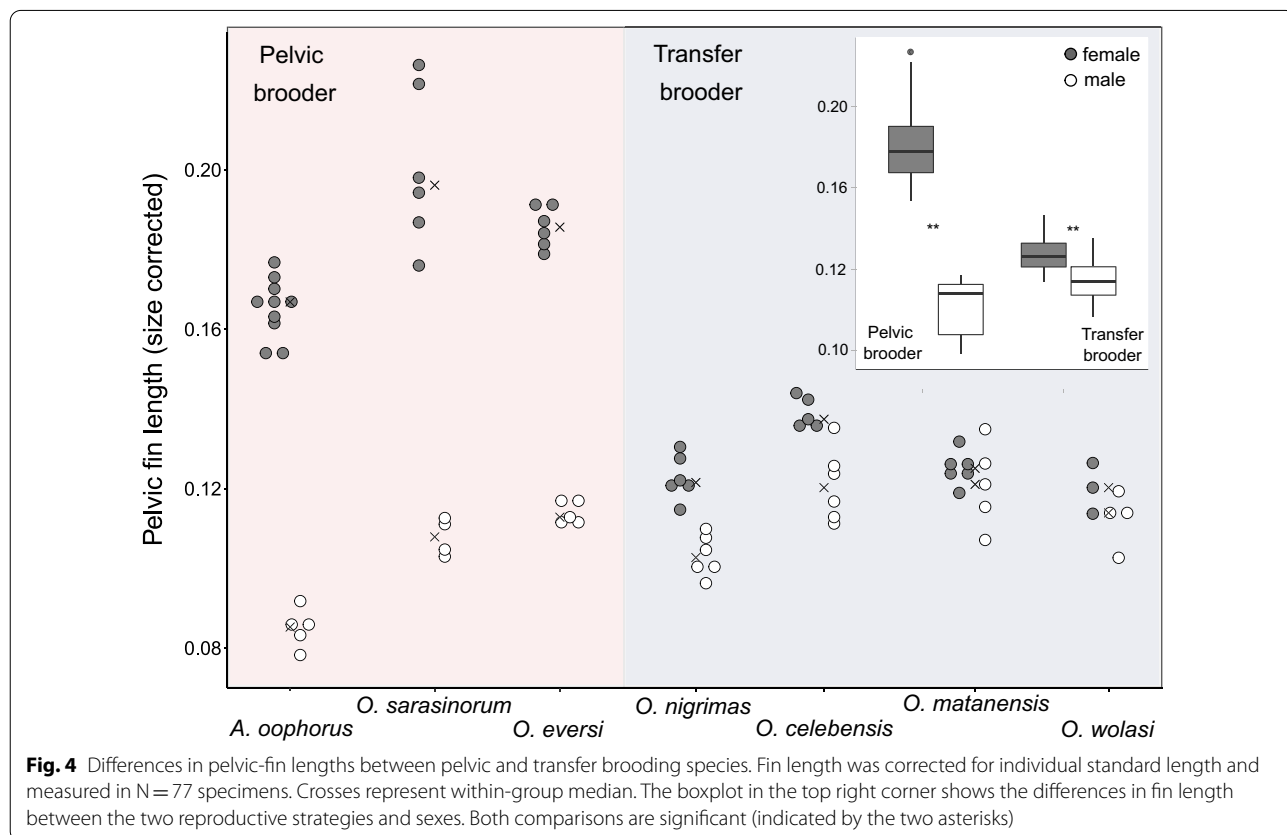 Pelvic
brooder
Transfer
brooder
female
male
0.20
0.16
0.12
0.10
**
**
Pelvic
brooder
Transfer
brooder
Pelvic fin length (size corrected)
0.20
0.16
0.12
0.08
O. sarasinorum
O. nigrimas
O. matanensis
A. oophorus
O. eversi
O. celebensis
O. wolasi
Fig. 4 Differences in pelvic-fin lengths between pelvic and transfer brooding species. Fin length was corrected for individual standard length and
measured in N = 77 specimens. Crosses represent within-group median. The boxplot in the top right corner shows the differences in fin length
between the two reproductive strategies and sexes. Both comparisons are significant (indicated by the two asterisks)